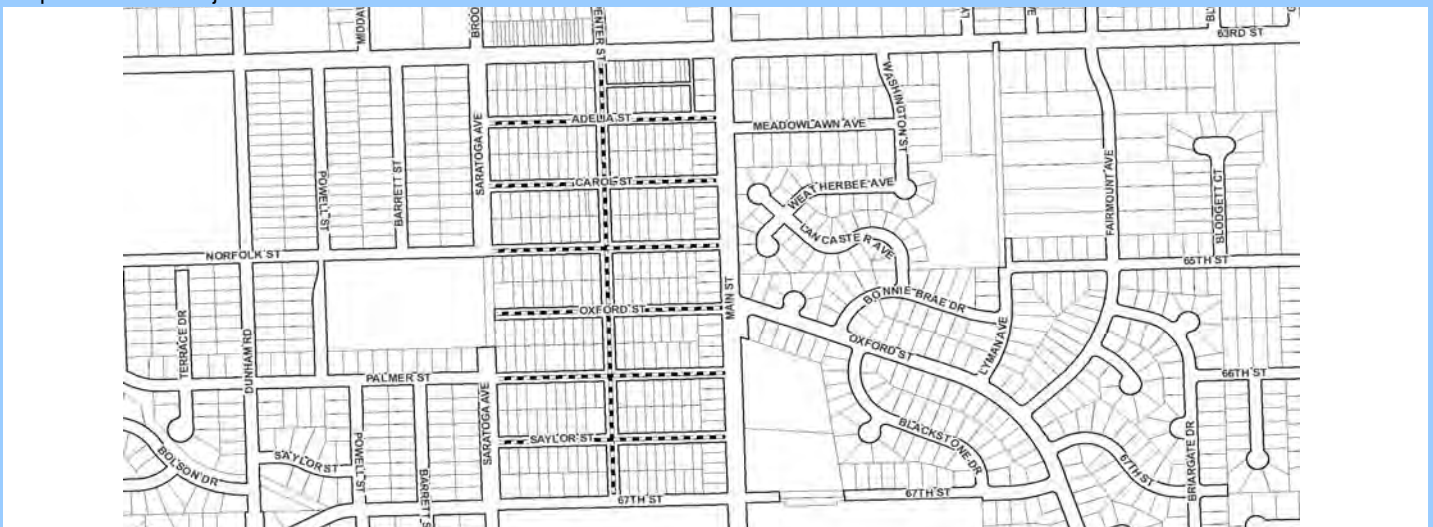 63RD ST
ADELIA ST
MEADOWLAWN AVE
WASHINGTON ST
SARATOGA AVE
POWELL ST
BARRETT ST
CAROL ST
WEATHERBEE AVE
FAIRMOUNT AVE
BLODGETT CT
LANCASTER AVE
NORFOLK ST
65TH ST
MAIN ST
BONNIE BRAE DR
OXFORD ST
OXFORD ST
TERRACE DR
DUNHAM RD
LYMAN AVE
PALMER ST
66TH ST
SARATOGA AVE
SAYLOR ST
BLACKSTONE DR
SAYLOR ST
POWELL ST
BOLSON DR
67TH ST
BRIARGATE DR
BARRETT S
67TH ST
67TH ST